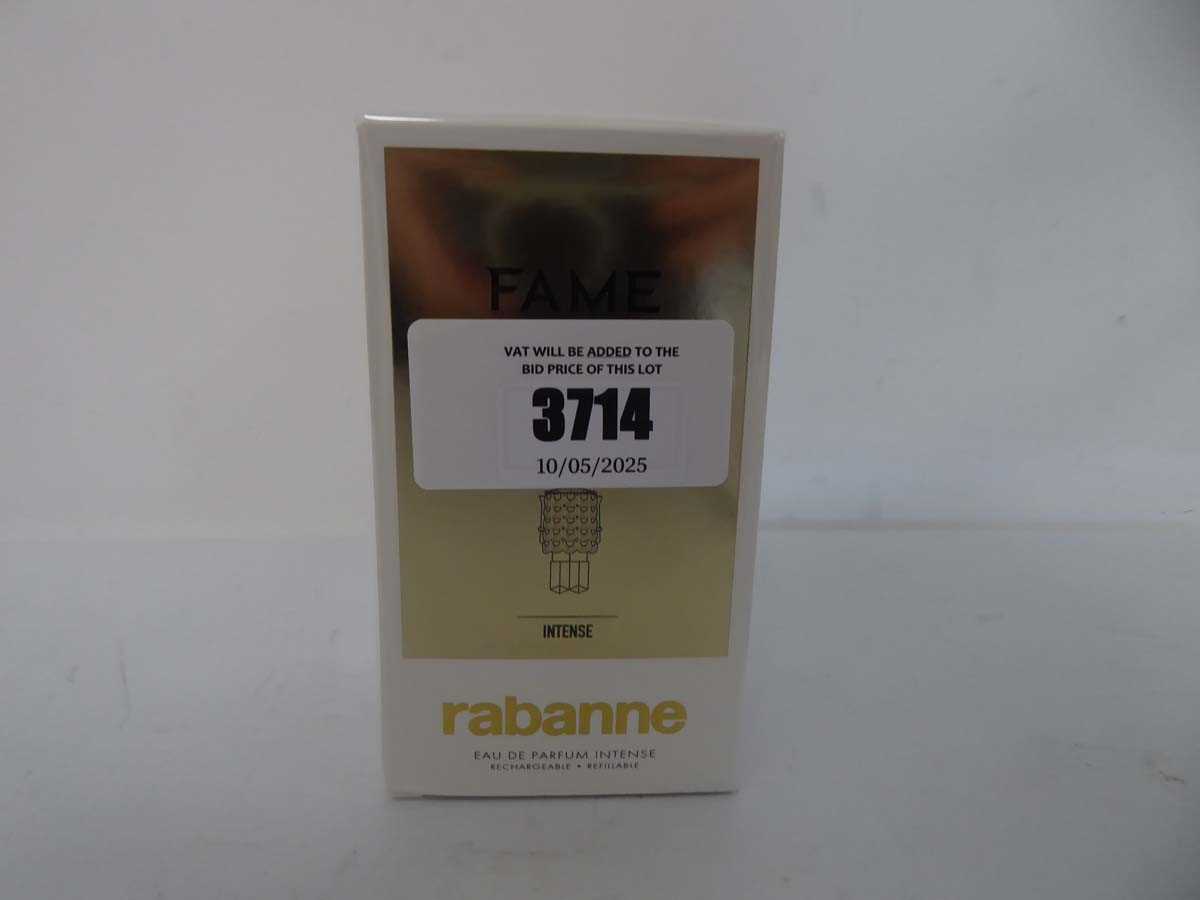 FAME
VAT WILL BE ADDED TO THE
BID PRICE OF THIS LOT
3714
10/05/2025
INTENSE
rabanne
EAU DE PARFUM INTENSE
RECHARGEABLE • REFILLABLE